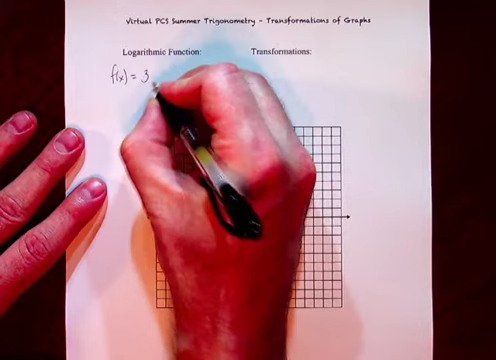 Virtual PCS Summer Trigonometry - Transformations of Graphs
Logarithmic Function: Transformations:
f(x) = 3